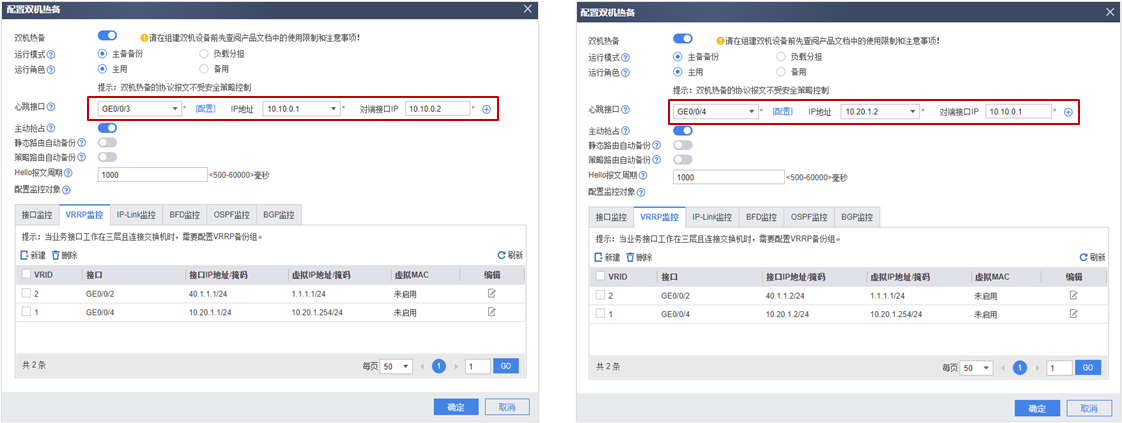 配置双机热备
双机热备
请在组建双机设备前先查阅产品文档中的使用限制和注意事项!
运行模式 主备备份 负载分担
运行角色 主用 备用
提示: 双机热备的协议报文不受安全策略控制
心跳接口 GE0/0/3 * [配置] IP地址 10.10.0.1 * 对端接口IP 10.10.0.2 *
主动抢占
静态路由自动备份
策略路由自动备份
Hello报文周期 1000 <500-60000>毫秒
配置监控对象
接口监控 VRRP监控 IP-Link监控 BFD监控 OSPF监控 BGP监控
提示: 当业务接口工作在三层且连接交换机时，需要配置VRRP备份组。
新建 删除 刷新
VRID 接口 接口IP地址/掩码 虚拟IP地址/掩码 虚拟MAC 编辑
2 GE0/0/2 40.1.1.1/24 1.1.1.1/24 未启用
1 GE0/0/4 10.20.1.1/24 10.20.1.254/24 未启用
共 2 条 每页 50 1 1 GO
确定 取消
配置双机热备
双机热备
请在组建双机设备前先查阅产品文档中的使用限制和注意事项!
运行模式 主备备份 负载分担
运行角色 主用 备用
提示: 双机热备的协议报文不受安全策略控制
心跳接口 GE0/0/4 * [配置] IP地址 10.20.1.2 * 对端接口IP 10.10.0.1 *
主动抢占
静态路由自动备份
策略路由自动备份
Hello报文周期 1000 <500-60000>毫秒
配置监控对象
接口监控 VRRP监控 IP-Link监控 BFD监控 OSPF监控 BGP监控
提示: 当业务接口工作在三层且连接交换机时，需要配置VRRP备份组。
新建 删除 刷新
VRID 接口 接口IP地址/掩码 虚拟IP地址/掩码 虚拟MAC 编辑
2 GE0/0/2 40.1.1.2/24 1.1.1.1/24 未启用
1 GE0/0/4 10.20.1.2/24 10.20.1.254/24 未启用
共 2 条 每页 50 1 1 GO
确定 取消